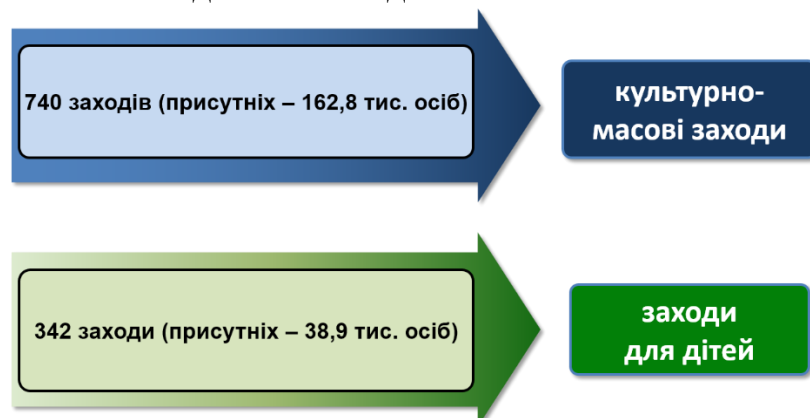 740 заходів (присутніх – 162,8 тис. осіб)
культурно-
масові заходи
342 заходи (присутніх – 38,9 тис. осіб)
заходи
для дітей